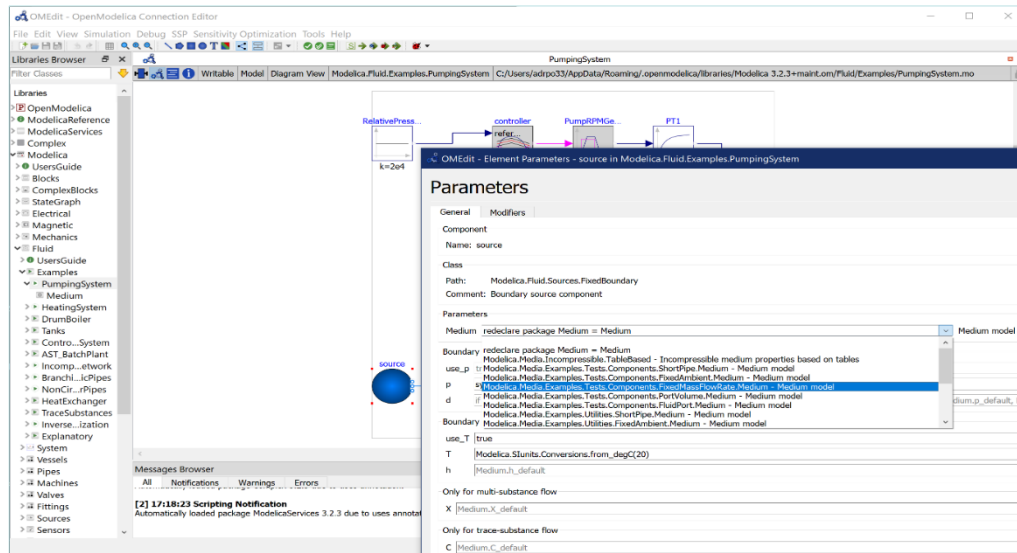 OMEdit - OpenModelica Connection Editor
File Edit View Simulation Debug SSP Sensitivity Optimization Tools Help
Libraries Browser
PumpingSystem
Filter Classes
Writable Model Diagram View Modelica.Fluid.Examples.PumpingSystem C:/Users/adrpo33/AppData/Roaming/.openmodelica/libraries/Modelica 3.2.3+maint.om/Fluid/Examples/PumpingSystem.mo
Libraries
OpenModelica
ModelicaReference
ModelicaServices
Complex
Modelica
UsersGuide
Blocks
ComplexBlocks
StateGraph
Electrical
Magnetic
Mechanics
Fluid
UsersGuide
Examples
PumpingSystem
Medium
HeatingSystem
DrumBoiler
Tanks
Contro...System
AST_BatchPlant
Incomp...etwork
Branchi...icPipes
NonCir...rPipes
HeatExchanger
TraceSubstances
Inverse...ization
Explanatory
System
Vessels
Pipes
Machines
Valves
Fittings
Sources
Sensors
RelativePress...
controller
PumpRPMGe...
PT1
refer...
k=2e4
source
OMEdit - Element Parameters - source in Modelica.Fluid.Examples.PumpingSystem
Parameters
General Modifiers
Component
Name: source
Class
Path: Modelica.Fluid.Sources.FixedBoundary
Comment: Boundary source component
Parameters
Medium redeclare package Medium = Medium Medium model
redeclare package Medium = Medium
Modelica.Media.Incompressible.TableBased - Incompressible medium properties based on tables
Modelica.Media.Examples.Tests.Components.ShortPipe.Medium - Medium model
Modelica.Media.Examples.Tests.Components.FixedAmbient.Medium - Medium model
Modelica.Media.Examples.Tests.Components.FixedMassFlowRate.Medium - Medium model
Modelica.Media.Examples.Tests.Components.PortVolume.Medium - Medium model
Modelica.Media.Examples.Tests.Components.FluidPort.Medium - Medium model
Modelica.Media.Examples.Utilities.ShortPipe.Medium - Medium model
Modelica.Media.Examples.Utilities.FixedAmbient.Medium - Medium model
Boundary
use_p
p
d
Boundary
use_T true
T Modelica.SIunits.Conversions.from_degC(20)
h Medium.h_default
Only for multi-substance flow
X Medium.X_default
Only for trace-substance flow
C Medium.C_default
Messages Browser
All Notifications Warnings Errors
[2] 17:18:23 Scripting Notification
Automatically loaded package ModelicaServices 3.2.3 due to uses annotat